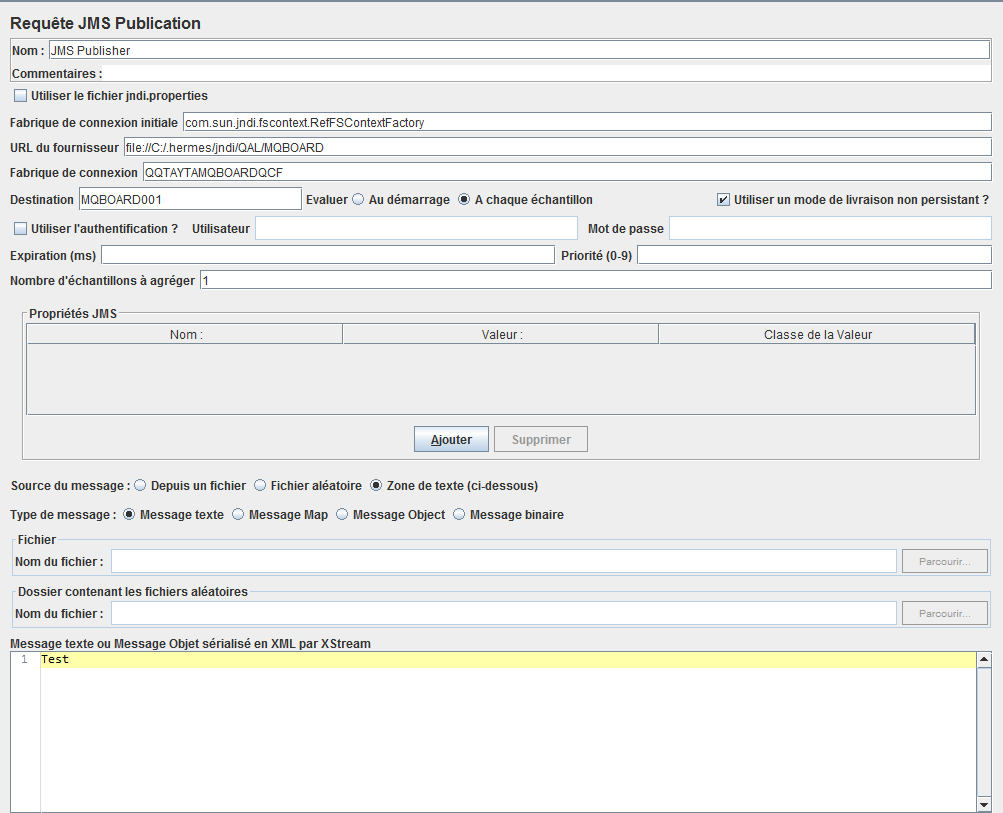 Requête JMS Publication
Nom : JMS Publisher
Commentaires :
Utiliser le fichier jndi.properties
Fabrique de connexion initiale com.sun.jndi.fscontext.RefFSContextFactory
URL du fournisseur file://C:/.hermes/jndi/QAL/MQBOARD
Fabrique de connexion QQTAYTAMQBOARDQCF
Destination MQBOARD001 Evaluer Au démarrage A chaque échantillon Utiliser un mode de livraison non persistant ?
Utiliser l'authentification ? Utilisateur Mot de passe
Expiration (ms) Priorité (0-9)
Nombre d'échantillons à agréger 1
Propriétés JMS
Nom : Valeur : Classe de la Valeur
Ajouter Supprimer
Source du message : Depuis un fichier Fichier aléatoire Zone de texte (ci-dessous)
Type de message : Message texte Message Map Message Object Message binaire
Fichier
Nom du fichier : Parcourir...
Dossier contenant les fichiers aléatoires
Nom du fichier : Parcourir...
Message texte ou Message Objet sérialisé en XML par XStream
1 Test